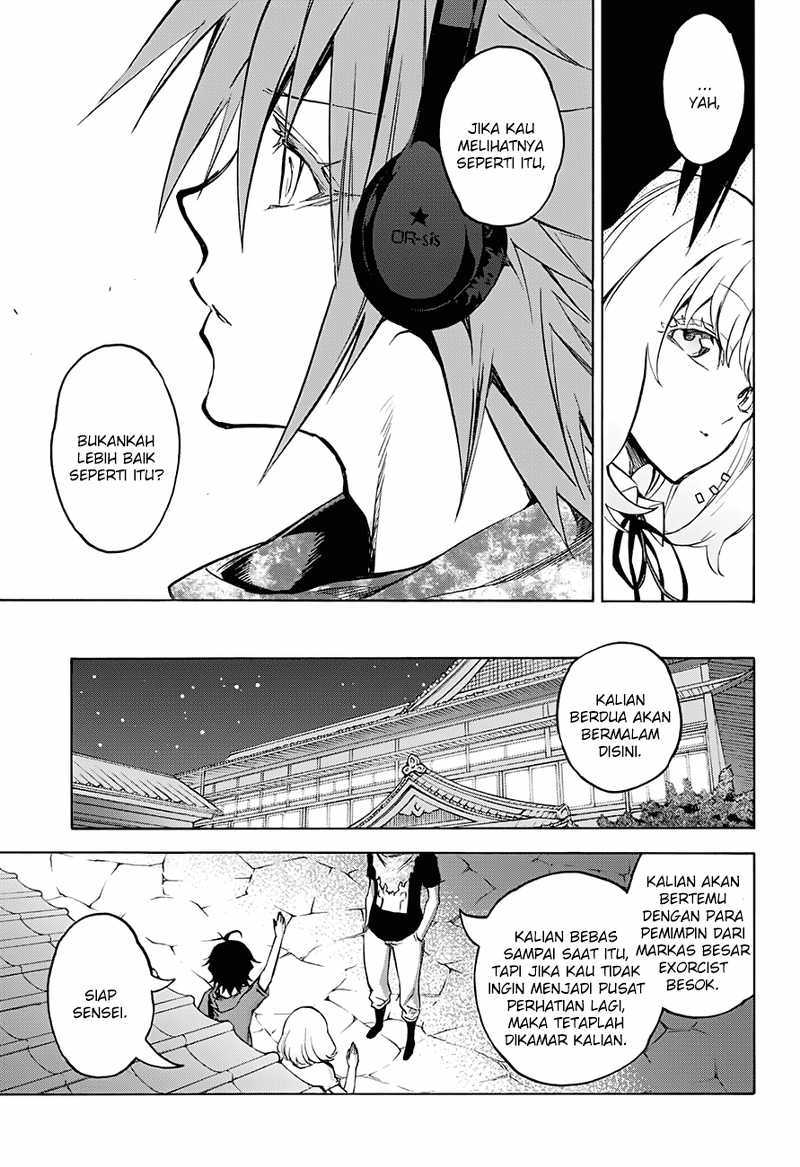 ...
YAH,
JIKA KAU
MELIHATNYA
SEPERTI ITU,
OR-sis
BUKANKAH
LEBIH BAIK
SEPERTI ITU?
KALIAN
BERDUA AKAN
BERMALAM
DISINI.
KALIAN AKAN
BERTEMU
DENGAN PARA
PEMIMPIN DARI
MARKAS BESAR
EXORCIST
BESOK.
KALIAN BEBAS
SAMPAI SAAT ITU,
TAPI JIKA KAU TIDAK
INGIN MENJADI PUSAT
PERHATIAN LAGI,
MAKA TETAPLAH
DIKAMAR KALIAN.
SIAP
SENSEI.